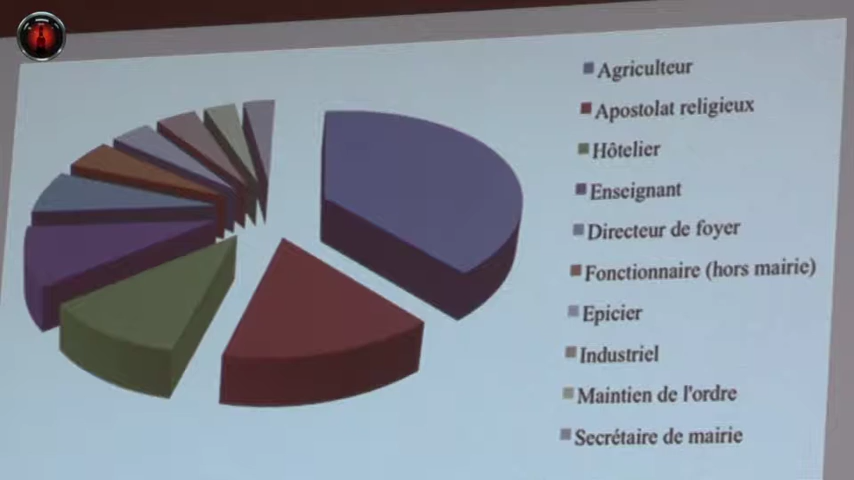 Agriculteur
Apostolat religieux
Hôtelier
Enseignant
Directeur de foyer
Fonctionnaire (hors mairie)
Epicier
Industriel
Maintien de l'ordre
Secrétaire de mairie